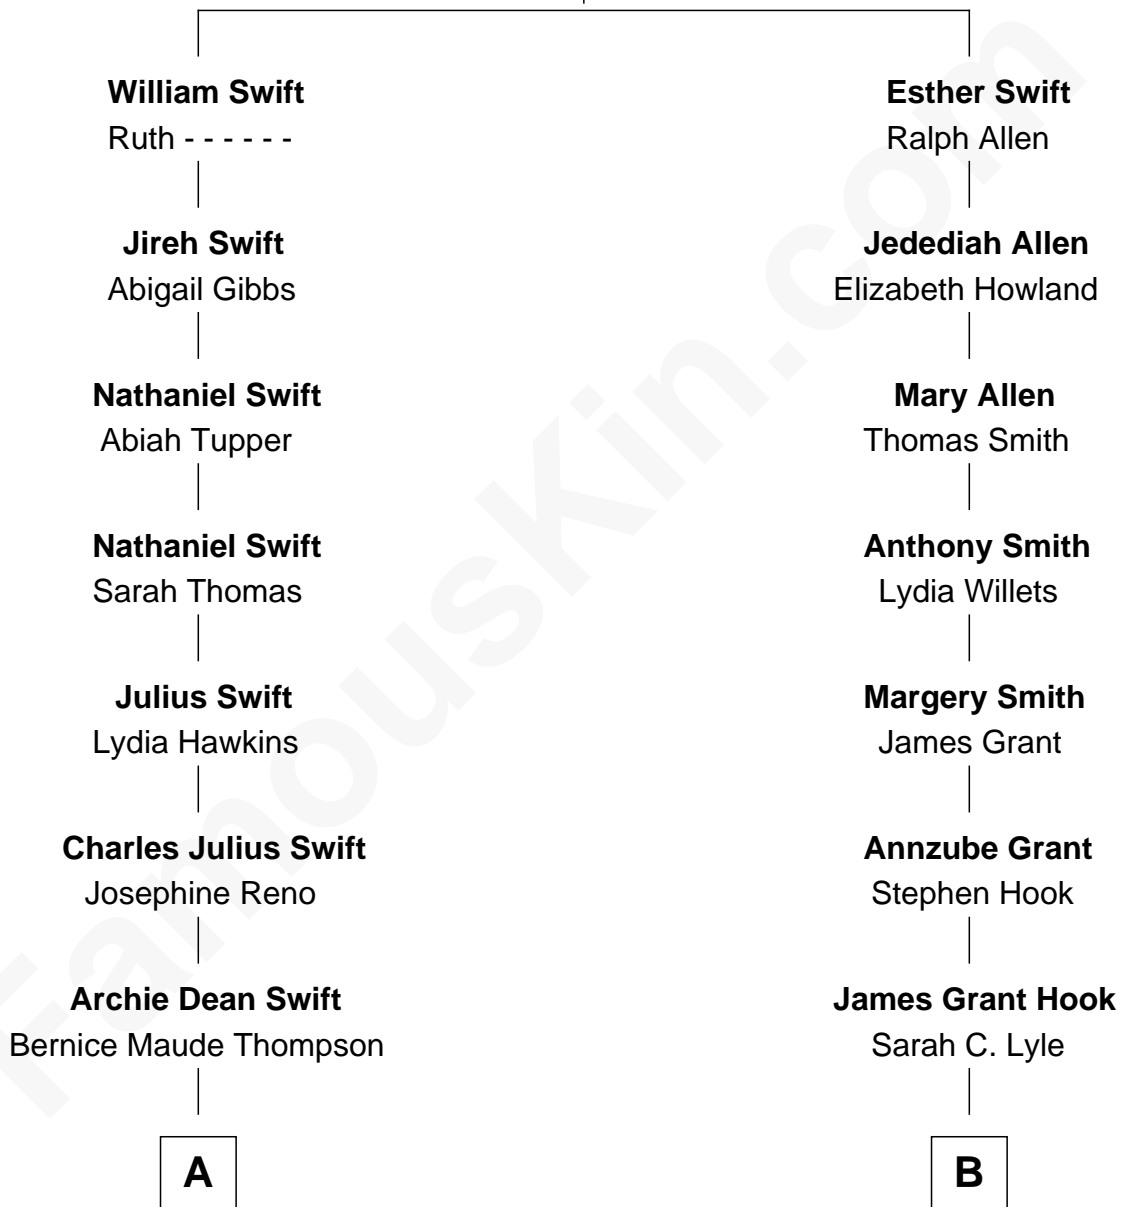 William Swift
Ruth - - - - - -
Jireh Swift
Abigail Gibbs
Nathaniel Swift
Abiah Tupper
Nathaniel Swift
Sarah Thomas
Julius Swift
Lydia Hawkins
Charles Julius Swift
Josephine Reno
Archie Dean Swift
Bernice Maude Thompson
A
Esther Swift
Ralph Allen
Jedediah Allen
Elizabeth Howland
Mary Allen
Thomas Smith
Anthony Smith
Lydia Willets
Margery Smith
James Grant
Annzube Grant
Stephen Hook
James Grant Hook
Sarah C. Lyle
B
FamousKin.com